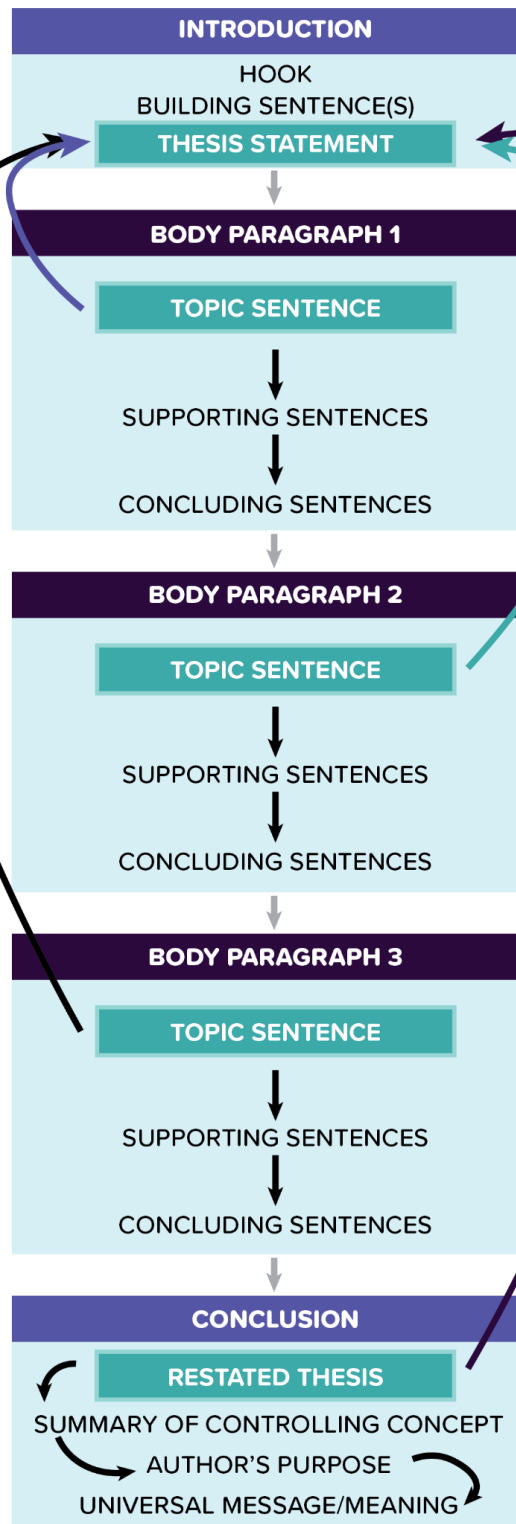 INTRODUCTION
HOOK
BUILDING SENTENCE(S)
THESIS STATEMENT
BODY PARAGRAPH 1
TOPIC SENTENCE
SUPPORTING SENTENCES
CONCLUDING SENTENCES
BODY PARAGRAPH 2
TOPIC SENTENCE
SUPPORTING SENTENCES
CONCLUDING SENTENCES
BODY PARAGRAPH 3
TOPIC SENTENCE
SUPPORTING SENTENCES
CONCLUDING SENTENCES
CONCLUSION
RESTATED THESIS
SUMMARY OF CONTROLLING CONCEPT
AUTHOR'S PURPOSE
UNIVERSAL MESSAGE/MEANING